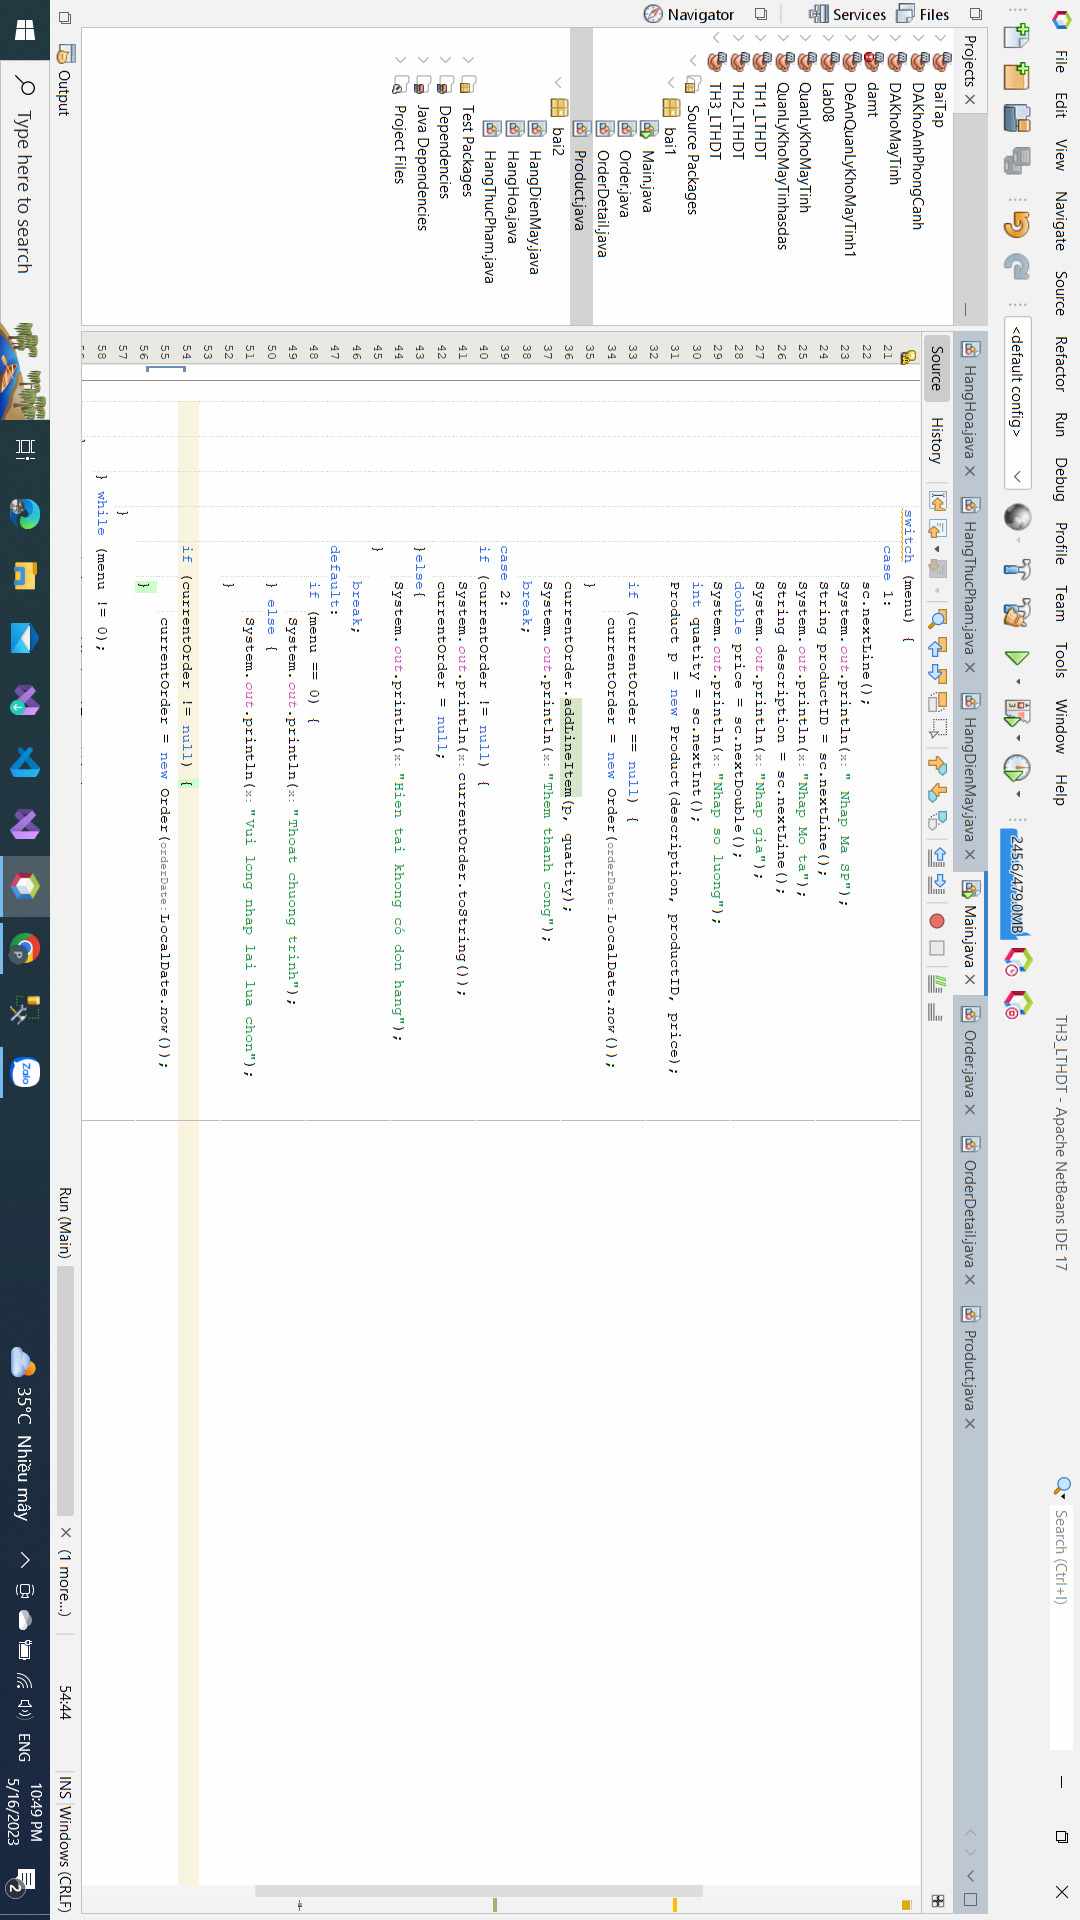 File Edit View Navigate Source Refactor Run Debug Profile Team Tools Window Help
TH3_LTHDT - Apache NetBeans IDE 17
Search (Ctrl+I)
<default config>
245.6/479.0MB
Projects
HangHoa.java
HangThucPham.java
HangDienMay.java
Main.java
Order.java
OrderDetail.java
Product.java
Source
History
Files
Services
Navigator
BaiTap
DAKhoAnhPhongCanh
DAKhoMayTinh
damt
DeAnQuanLyKhoMayTinh1
Lab08
QuanLyKhoMayTinh
QuanLyKhoMayTinhasdas
TH1_LTHDT
TH2_LTHDT
TH3_LTHDT
Source Packages
bai1
Main.java
Order.java
OrderDetail.java
Product.java
bai2
HangDienMay.java
HangHoa.java
HangThucPham.java
Test Packages
Dependencies
Java Dependencies
Project Files
switch (menu) {
21 case 1:
22 sc.nextLine();
23 System.out.println(x: " Nhap Ma SP");
24 String productID = sc.nextLine();
25 System.out.println(x: "Nhap Mo ta");
26 String description = sc.nextLine();
27 System.out.println(x: "Nhap gia");
28 double price = sc.nextDouble();
29 System.out.println(x: "Nhap so luong");
30 int quatity = sc.nextInt();
31 Product p = new Product(description, productID, price);
32
33 if (currentOrder == null) {
34 currentOrder = new Order(orderDate: LocalDate.now());
35 }
36 currentOrder.addLineItem(p, quatity);
37 System.out.println(x: "Them thanh cong");
38 break;
39 case 2:
40 if (currentOrder != null) {
41 System.out.println(x: currentOrder.toString());
42 currentOrder = null;
43 }else{
44 System.out.println(x: "Hien tai khong có don hang");
45 }
46 break;
47 default:
48 if (menu == 0) {
49 System.out.println(x: "Thoat chuong trinh");
50 } else {
51 System.out.println(x: "Vui long nhap lai lua chon");
52 }
53
54 if (currentOrder != null) {
55 currentOrder = new Order(orderDate: LocalDate.now());
56 }
57 }
58 } while (menu != 0);
Output
Run (Main)
(1 more...)
54:44
INS
Windows (CRLF)
Type here to search
Zalo
35°C Nhiều mây
ENG
10:49 PM
5/16/2023
2